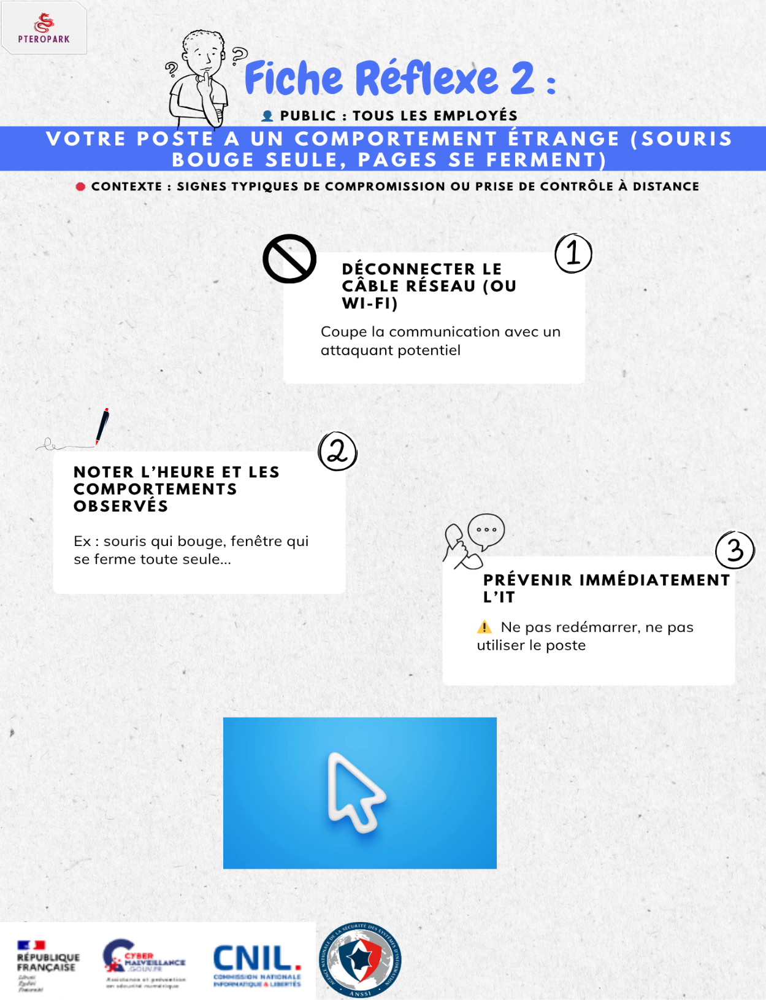 PTEROPARK
Fiche Réflexe 2 :
👤 PUBLIC : TOUS LES EMPLOYÉS
VOTRE POSTE A UN COMPORTEMENT ÉTRANGE (SOURIS
BOUGE SEULE, PAGES SE FERMENT)
🛑 CONTEXTE : SIGNES TYPIQUES DE COMPROMISSION OU PRISE DE CONTRÔLE À DISTANCE
1
DÉCONNECTER LE
CÂBLE RÉSEAU (OU
WI-FI)
Coupe la communication avec un
attaquant potentiel
2
NOTER L'HEURE ET LES
COMPORTEMENTS
OBSERVÉS
Ex : souris qui bouge, fenêtre qui
se ferme toute seule...
3
PRÉVENIR IMMÉDIATEMENT
L'IT
⚠️ Ne pas redémarrer, ne pas
utiliser le poste
RÉPUBLIQUE
FRANÇAISE
Liberté
Égalité
Fraternité
CYBER
MALVEILLANCE
.GOUV.FR
Assistance et prévention
en sécurité numérique
CNIL.
COMMISSION NATIONALE
INFORMATIQUE & LIBERTÉS
AGENCE NATIONALE DE LA SÉCURITÉ DES SYSTÈMES D'INFORMATION
ANSSI